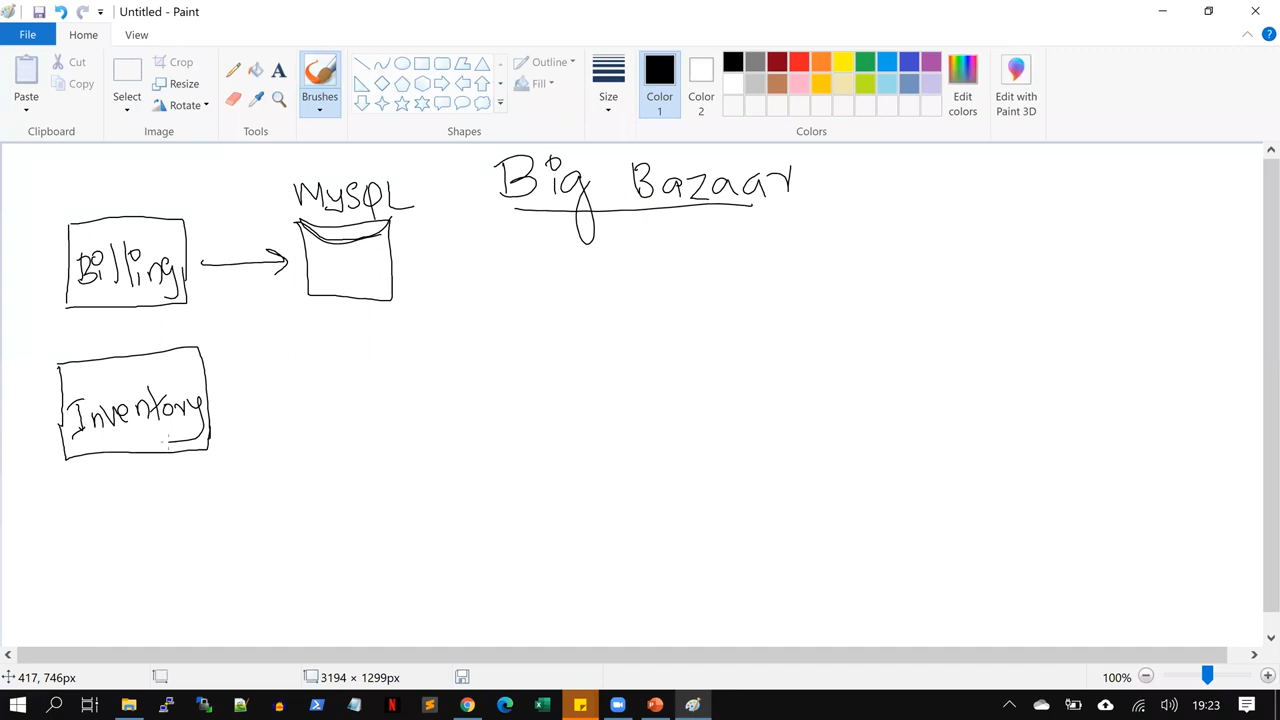 Untitled - Paint
File Home View
Paste
Cut
Copy
Clipboard
Select
Crop
Resize
Rotate
Image
A
Tools
Brushes
Shapes
Outline
Fill
Size
Color 1
Color 2
Edit colors
Edit with Paint 3D
Colors
Big Bazaar
MySQL
Billing
Inventory
417, 746px
3194 × 1299px
100%
19:23